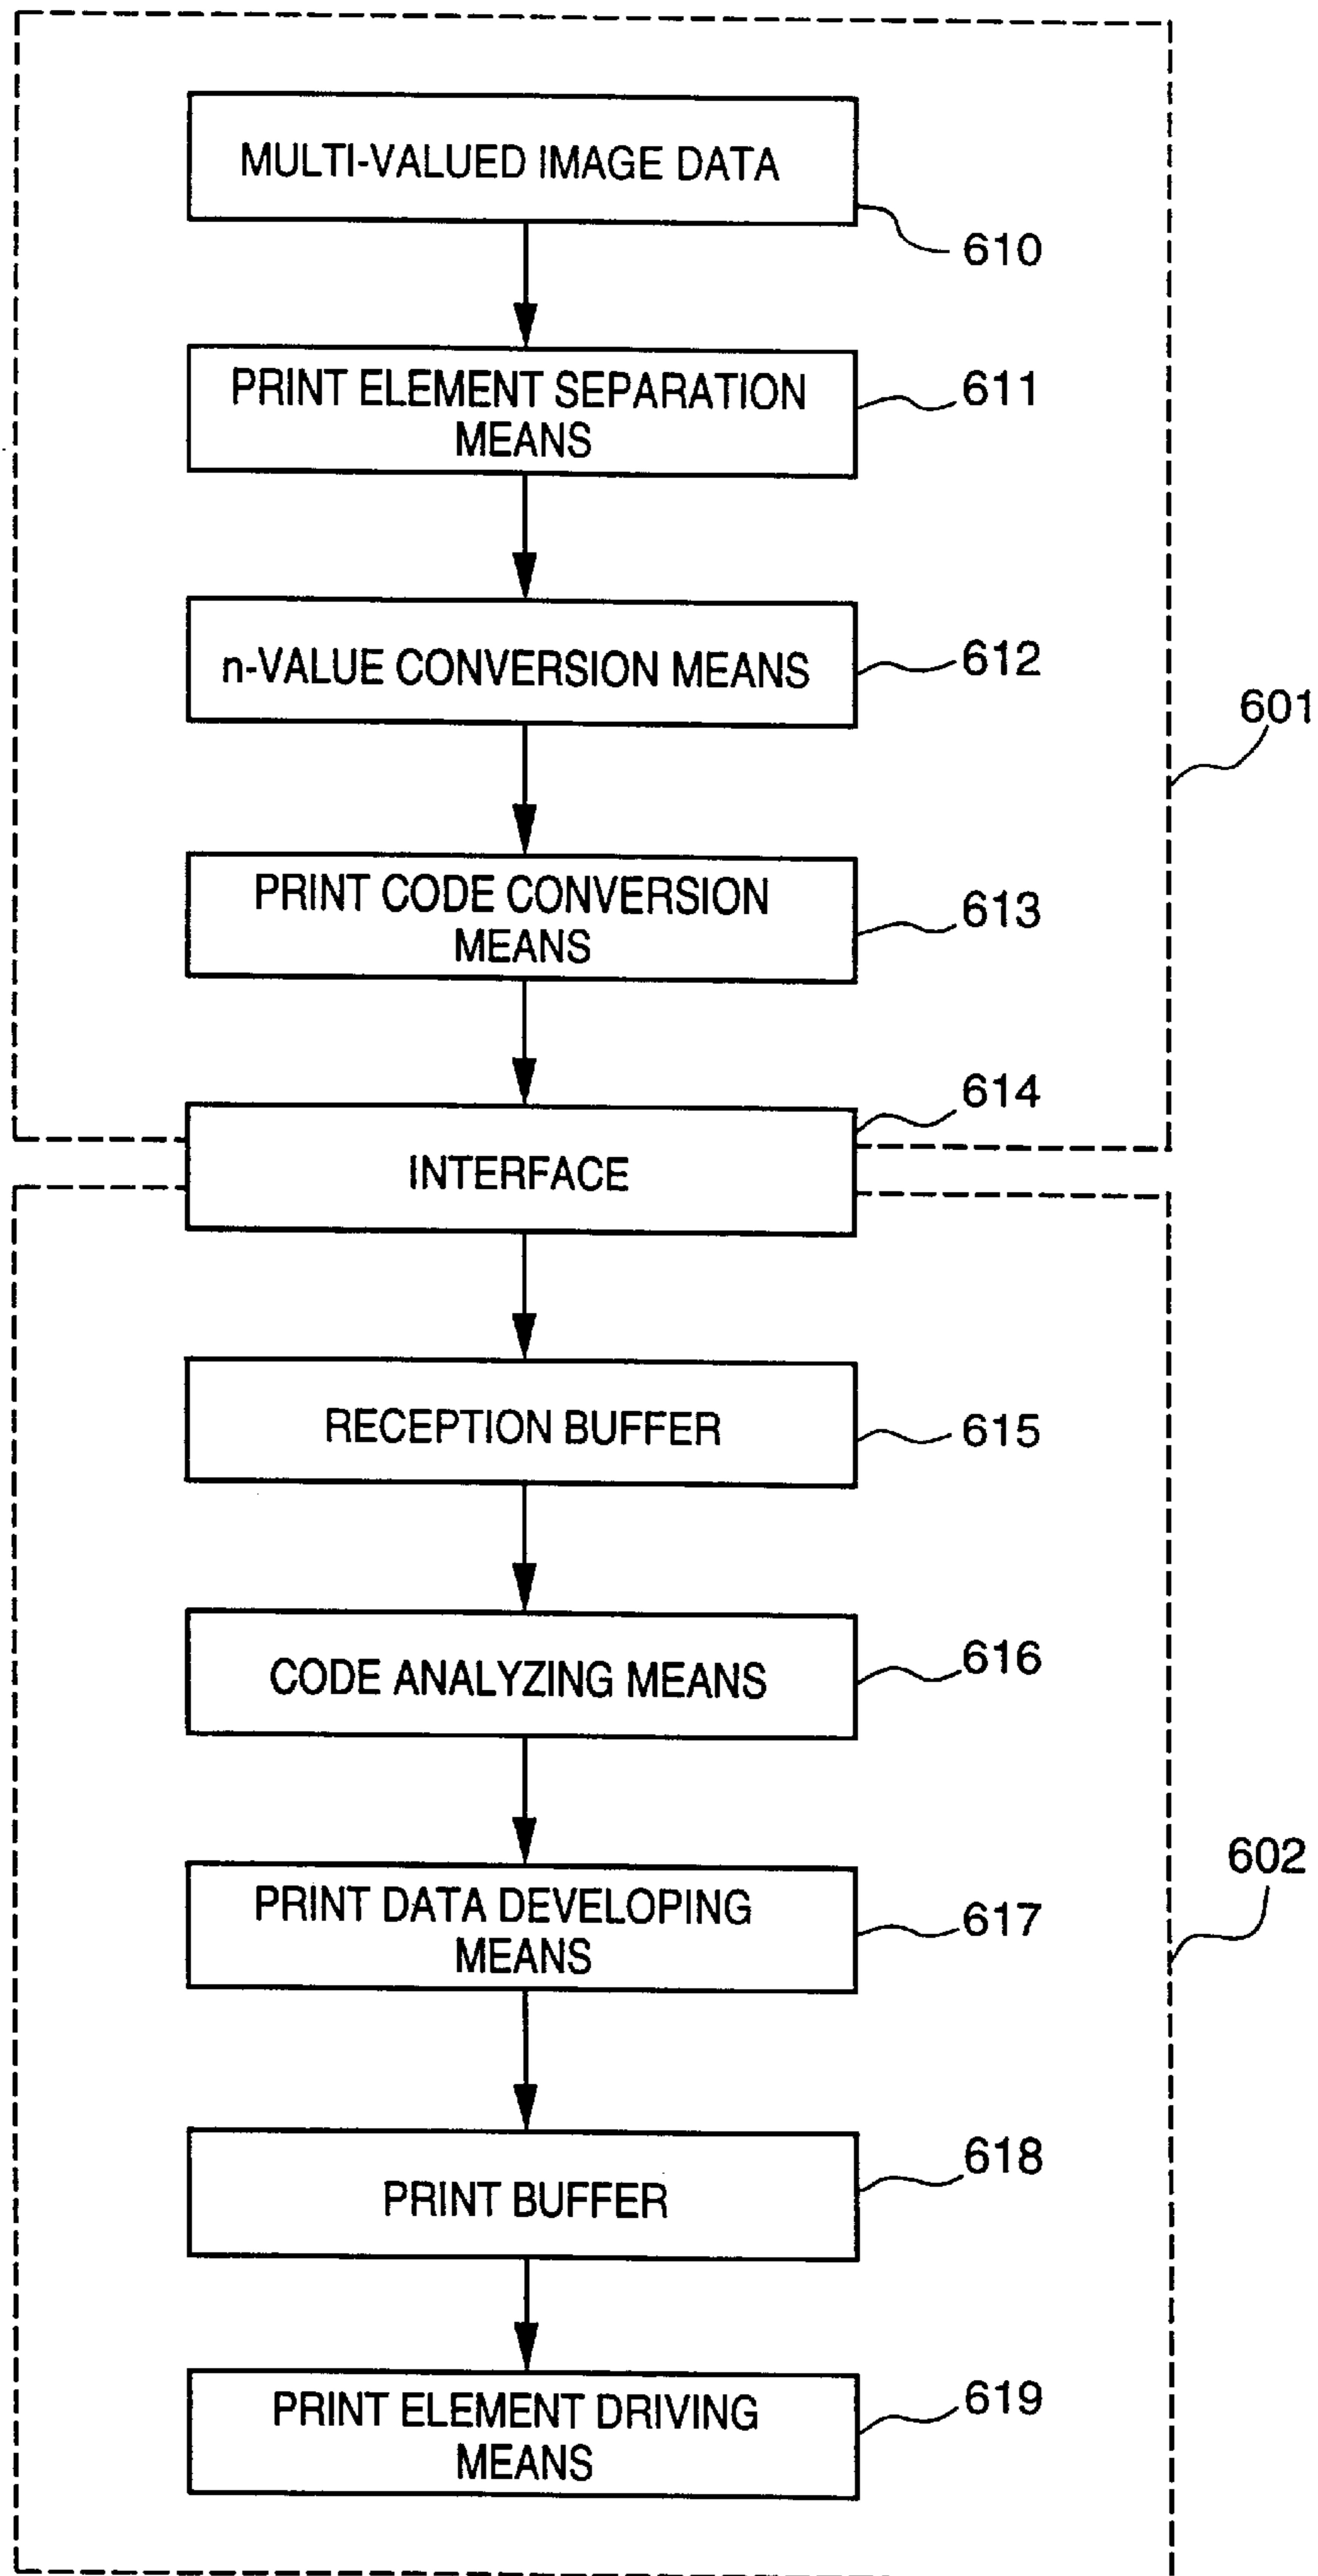 MULTI-VALUED IMAGE DATA
610
PRINT ELEMENT SEPARATION
MEANS
611
n-VALUE CONVERSION MEANS
612
601
PRINT CODE CONVERSION
MEANS
613
614
INTERFACE
RECEPTION BUFFER
615
CODE ANALYZING MEANS
616
602
PRINT DATA DEVELOPING
MEANS
617
PRINT BUFFER
618
PRINT ELEMENT DRIVING
MEANS
619